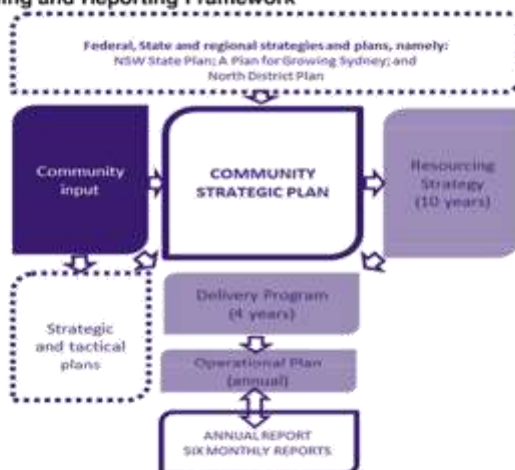 ing and Reporting Framework
Federal, State and regional strategies and plans, namely:
NSW State Plan; A Plan for Growing Sydney; and
North District Plan
Community
input
COMMUNITY
STRATEGIC PLAN
Resourcing
Strategy
(10 years)
Strategic
and tactical
plans
Delivery Program
(4 years)
Operational Plan
(annual)
ANNUAL REPORT
SIX MONTHLY REPORTS